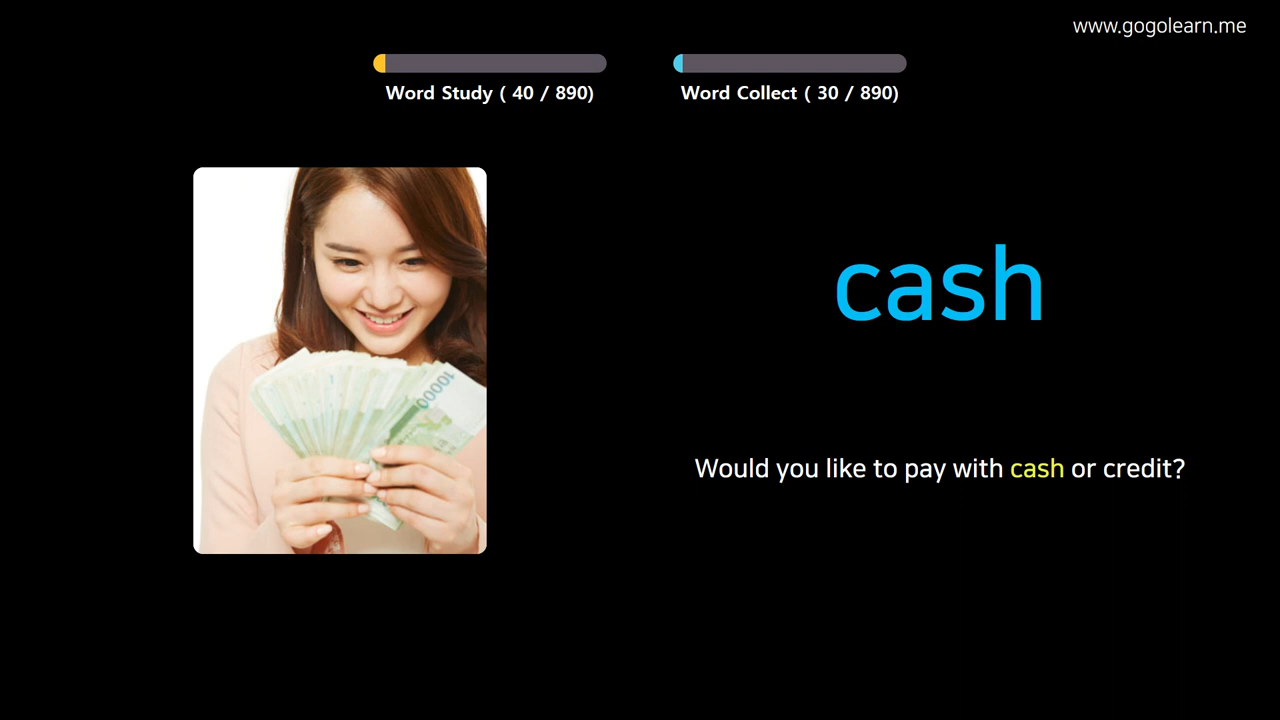 www.gogolearn.me
Word Study ( 40 / 890)
Word Collect ( 30 / 890)
10000
cash
Would you like to pay with cash or credit?